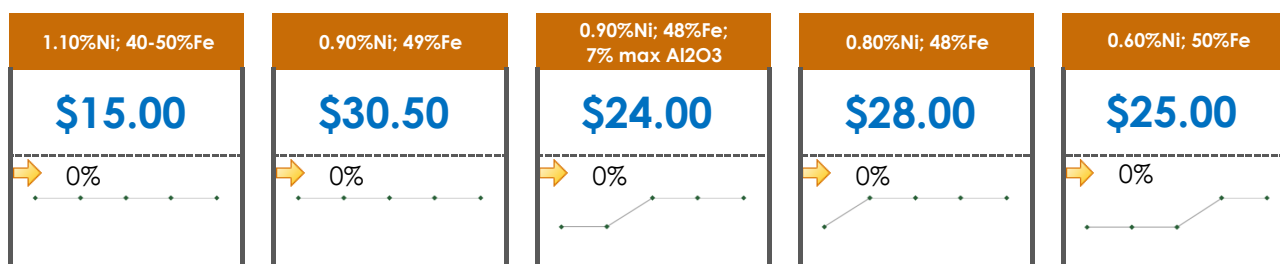 1.10%Ni; 40-50%Fe
$15.00
0%
0.90%Ni; 49%Fe
$30.50
0%
0.90%Ni; 48%Fe;
7% max Al2O3
$24.00
0%
0.80%Ni; 48%Fe
$28.00
0%
0.60%Ni; 50%Fe
$25.00
0%